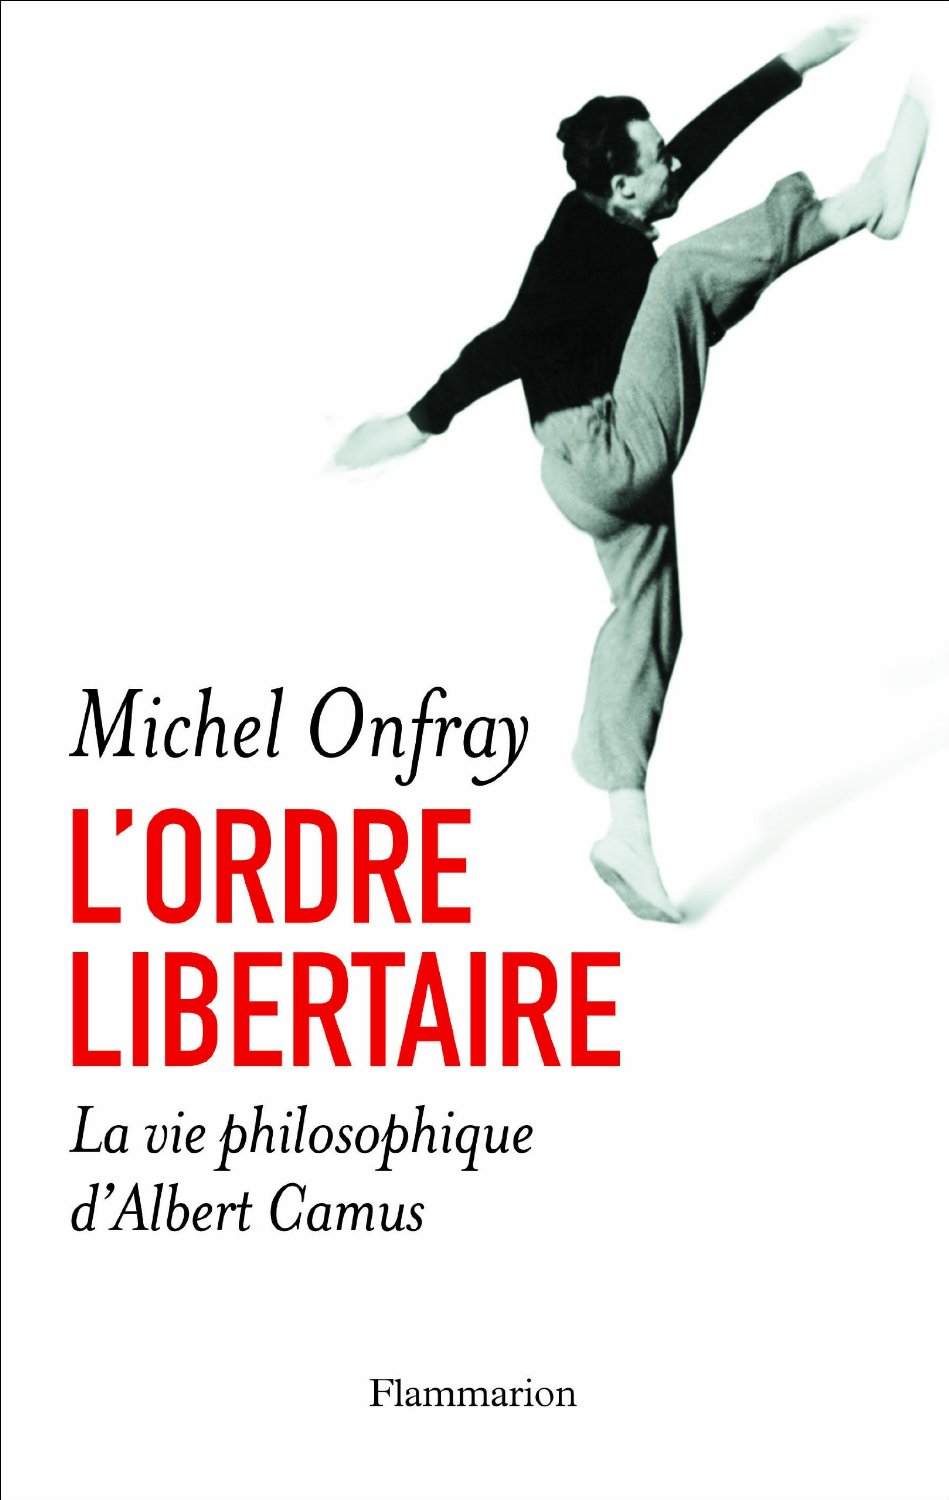 Michel Onfray
L'ORDRE
LIBERTAIRE
La vie philosophique
d'Albert Camus
Flammarion